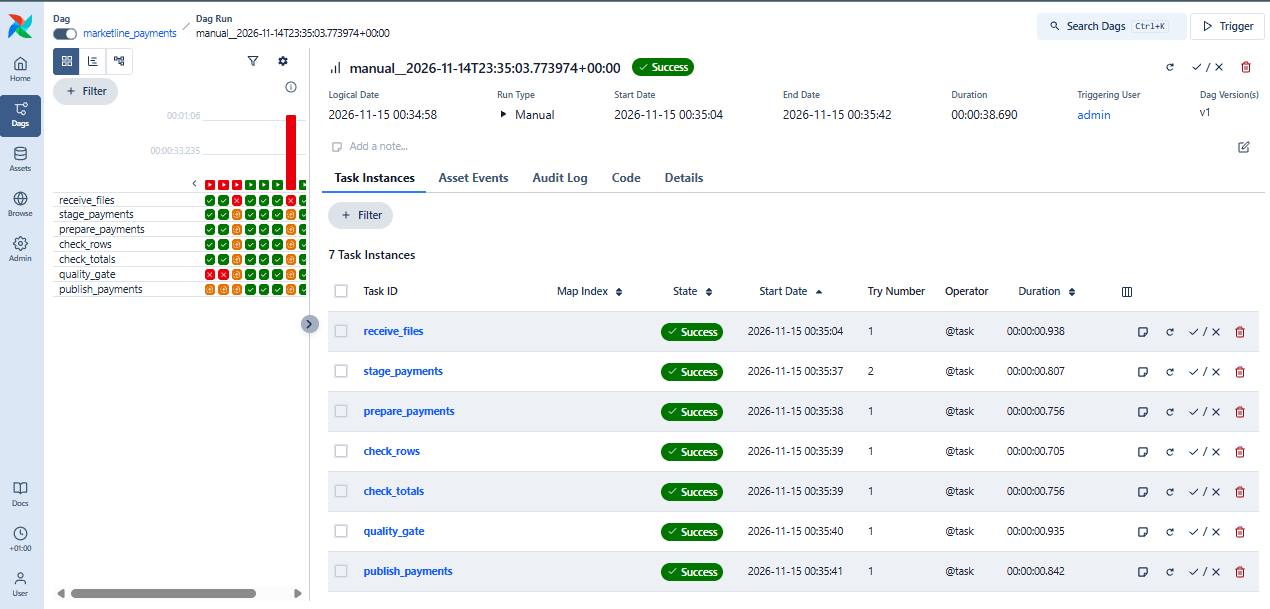 Dag
marketline_payments
/
Dag Run
manual__2026-11-14T23:35:03.773974+00:00
Search Dags Ctrl+K
Trigger
Home
Dags
Assets
Browse
Admin
Docs
+01:00
User
+ Filter
00:01:06
00:00:33.235
receive_files
stage_payments
prepare_payments
check_rows
check_totals
quality_gate
publish_payments
manual__2026-11-14T23:35:03.773974+00:00 Success
/
Logical Date Run Type Start Date End Date Duration Triggering User Dag Version(s)
2026-11-15 00:34:58 Manual 2026-11-15 00:35:04 2026-11-15 00:35:42 00:00:38.690 admin v1
Add a note...
Task Instances Asset Events Audit Log Code Details
+ Filter
7 Task Instances
Task ID Map Index State Start Date Try Number Operator Duration
receive_files Success 2026-11-15 00:35:04 1 @task 00:00:00.938 /
stage_payments Success 2026-11-15 00:35:37 2 @task 00:00:00.807 /
prepare_payments Success 2026-11-15 00:35:38 1 @task 00:00:00.756 /
check_rows Success 2026-11-15 00:35:39 1 @task 00:00:00.705 /
check_totals Success 2026-11-15 00:35:39 1 @task 00:00:00.756 /
quality_gate Success 2026-11-15 00:35:40 1 @task 00:00:00.935 /
publish_payments Success 2026-11-15 00:35:41 1 @task 00:00:00.842 /